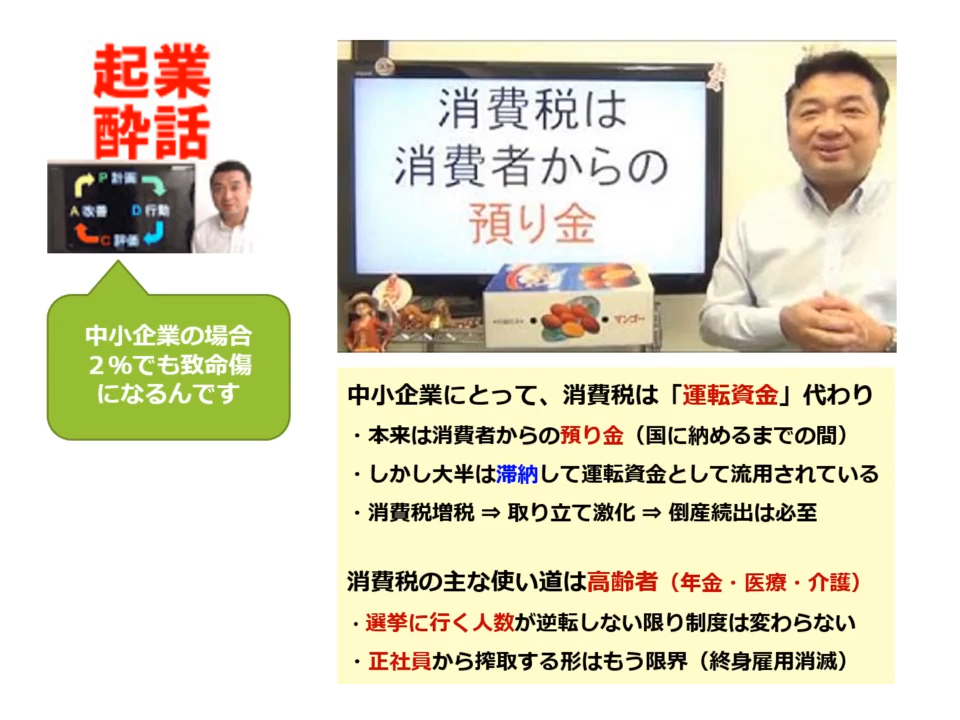 起業
酔話
P 計画
A 改善 D 行動
C 評価
中小企業の場合
２％でも致命傷
になるんです
消費税は
消費者からの
預り金
マンゴー
中小企業にとって、消費税は「運転資金」代わり
・本来は消費者からの預り金（国に納めるまでの間）
・しかし大半は滞納して運転資金として流用されている
・消費税増税 ⇒ 取り立て激化 ⇒ 倒産続出は必至
消費税の主な使い道は高齢者（年金・医療・介護）
・選挙に行く人数が逆転しない限り制度は変わらない
・正社員から搾取する形はもう限界（終身雇用消滅）